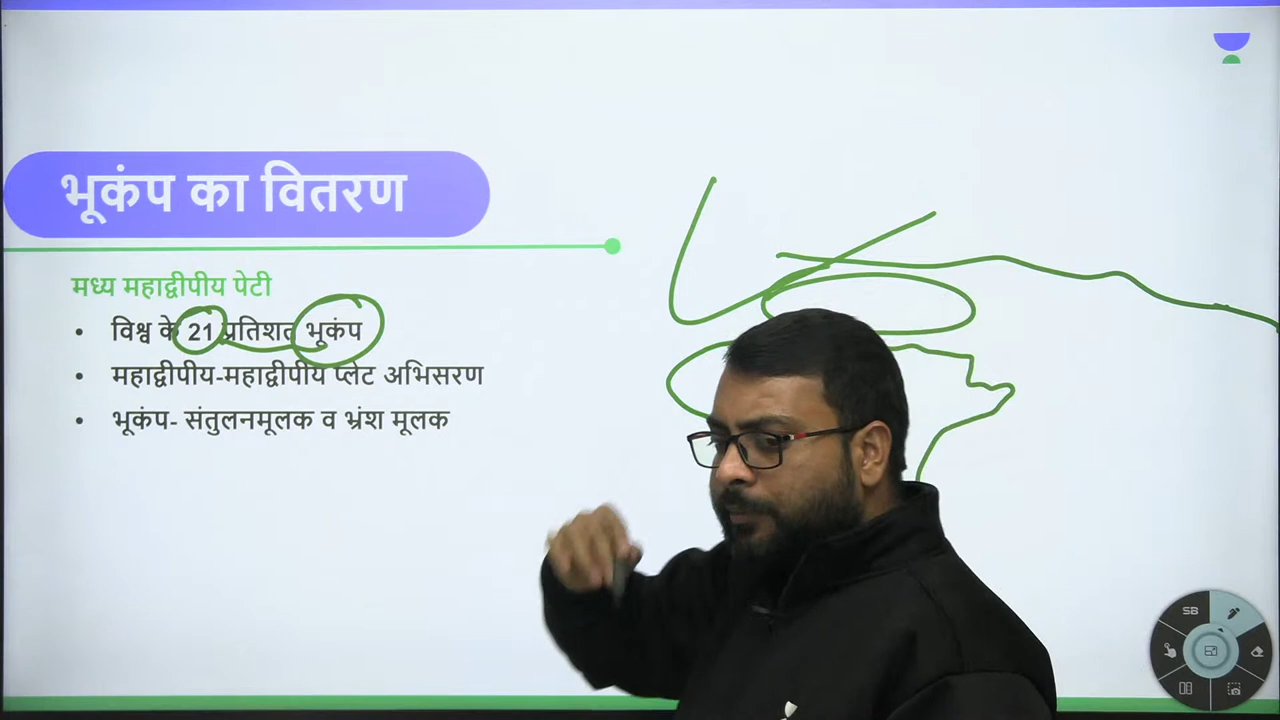 भूकंप का वितरण
मध्य महाद्वीपीय पेटी
• विश्व के 21 प्रतिशत भूकंप
• महाद्वीपीय-महाद्वीपीय प्लेट अभिसरण
• भूकंप- संतुलनमूलक व भ्रंश मूलक
SB